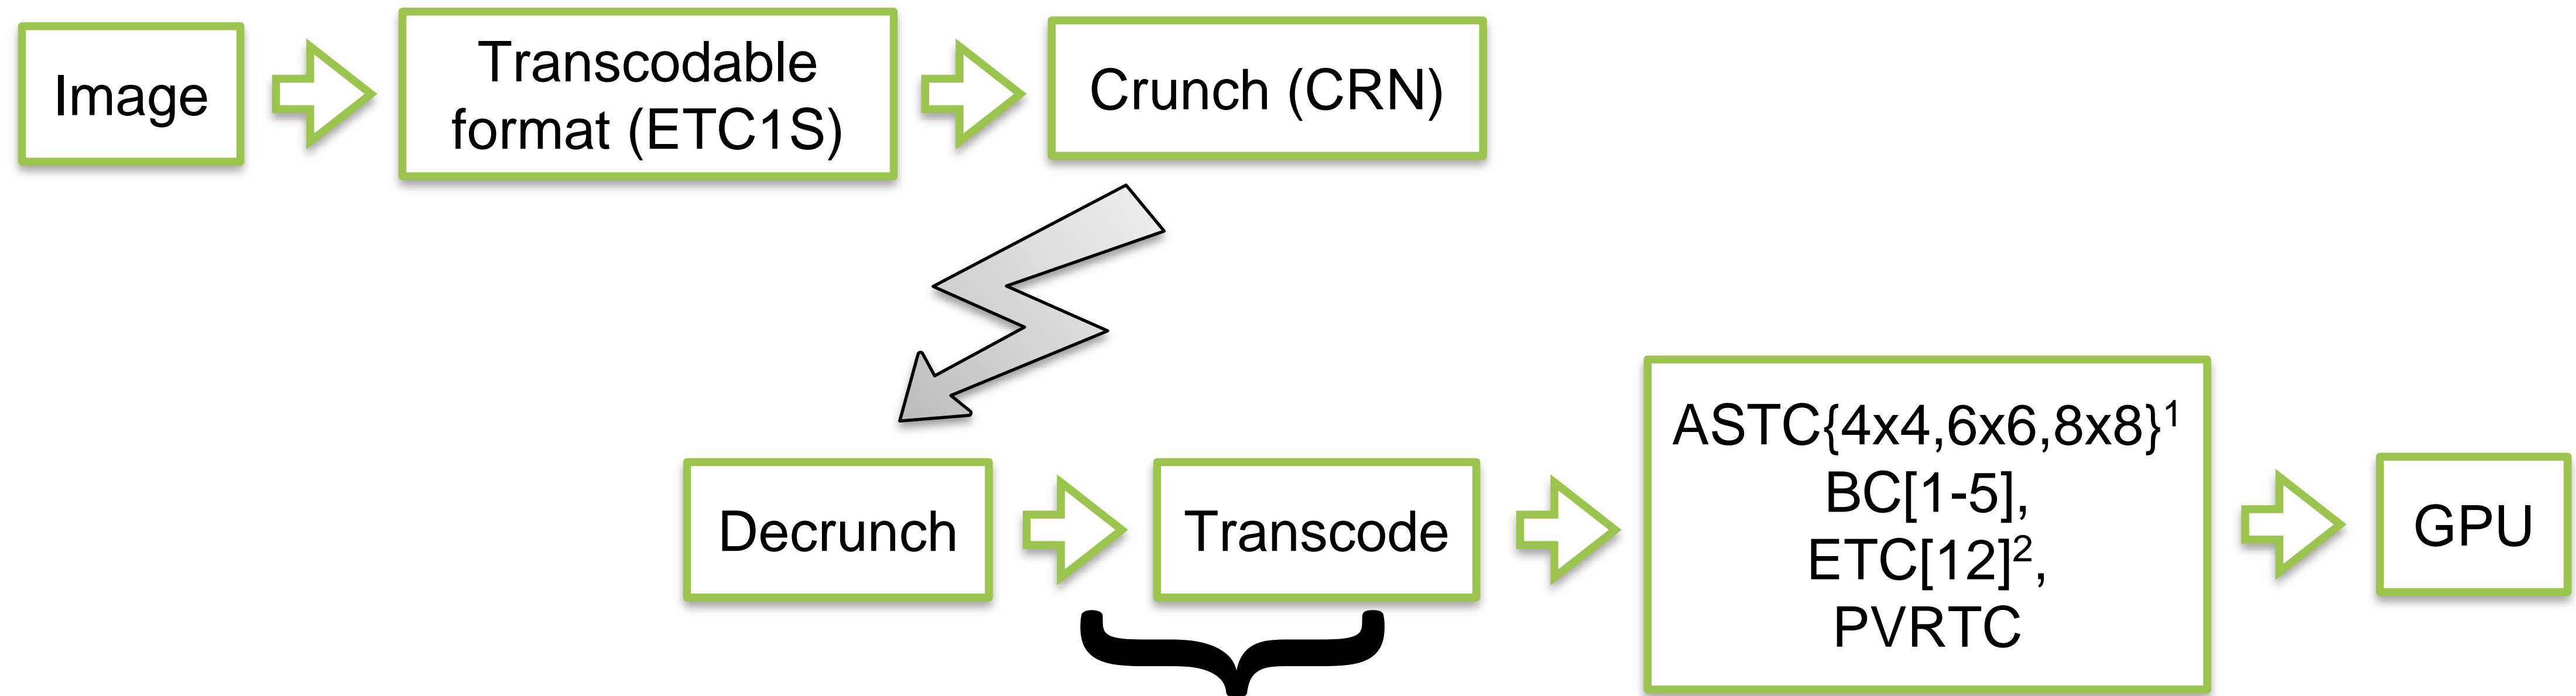 Image
Transcodable
format (ETC1S)
Crunch (CRN)
Decrunch
Transcode
ASTC{4x4,6x6,8x8}¹
BC[1-5],
ETC[12]²,
PVRTC
GPU